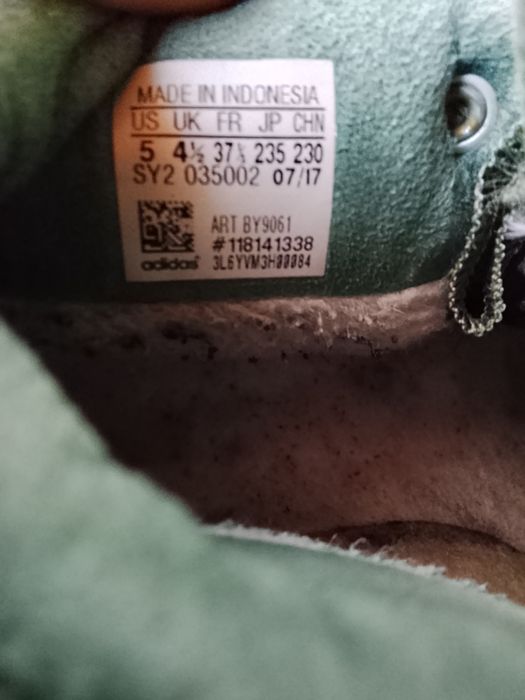 MADE IN INDONESIA
US UK FR JP CHN
5 4½ 37⅓ 235 230
SY2 035002 07/17
ART BY9061
#118141338
adidas 3L6YVM3H00084